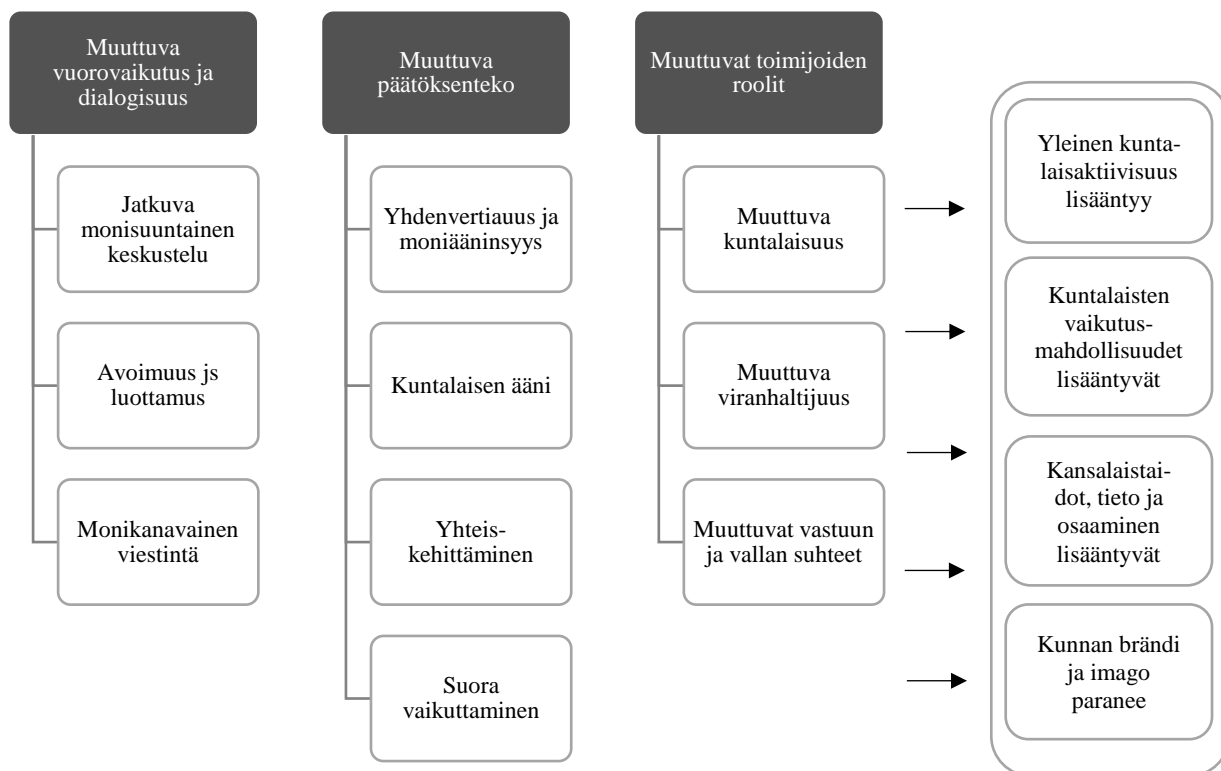 Muuttuva
vuorovaikutus ja
dialogisuus
Jatkuva
monisuuntainen
keskustelu
Avoimuus js
luottamus
Monikanavainen
viestintä
Muuttuva
päätöksenteko
Yhdenvertiauus ja
moniääninsyys
Kuntalaisen ääni
Yhteis-
kehittäminen
Suora
vaikuttaminen
Muuttuvat toimijoiden
roolit
Muuttuva
kuntalaisuus
Muuttuva
viranhaltijuus
Muuttuvat vastuun
ja vallan suhteet
Yleinen kunta-
laisaktiivisuus
lisääntyy
Kuntalaisten
vaikutus-
mahdollisuudet
lisääntyvät
Kansalaistai-
dot, tieto ja
osaaminen
lisääntyvät
Kunnan brändi
ja imago
paranee